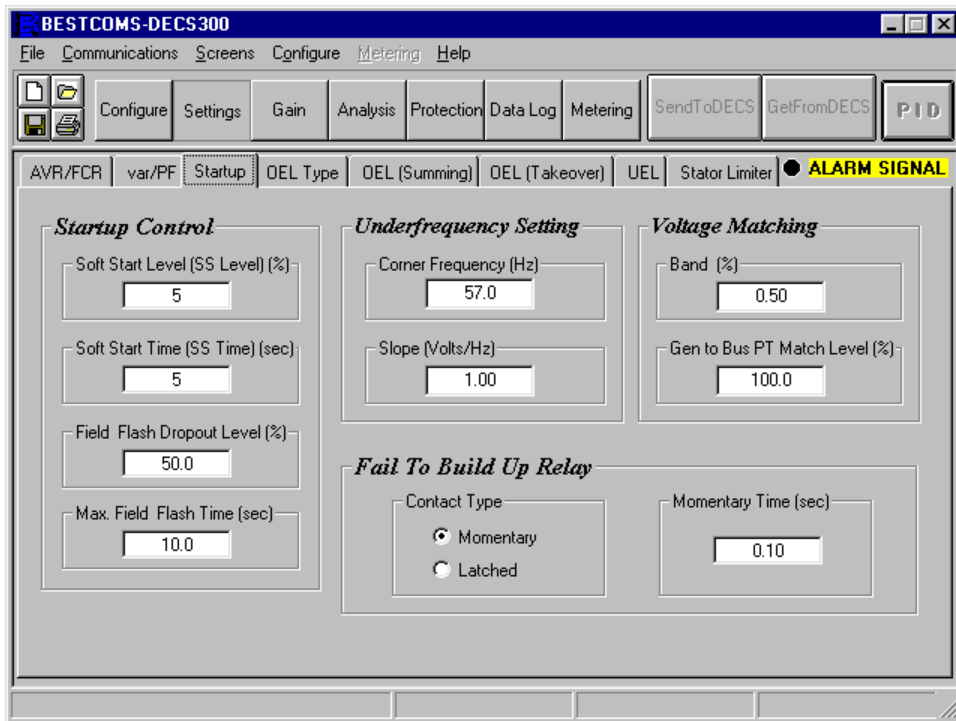 BESTCOMS-DECS300
File Communications Screens Configure Metering Help
Configure Settings Gain Analysis Protection Data Log Metering SendToDECS GetFromDECS PID
AVR/FCR var/PF Startup OEL Type OEL (Summing) OEL (Takeover) UEL Stator Limiter ALARM SIGNAL
Startup Control
Soft Start Level (SS Level) (%)
5
Soft Start Time (SS Time) (sec)
5
Field Flash Dropout Level (%)
50.0
Max. Field Flash Time (sec)
10.0
Underfrequency Setting
Corner Frequency (Hz)
57.0
Slope (Volts/Hz)
1.00
Voltage Matching
Band (%)
0.50
Gen to Bus PT Match Level (%)
100.0
Fail To Build Up Relay
Contact Type
Momentary
Latched
Momentary Time (sec)
0.10